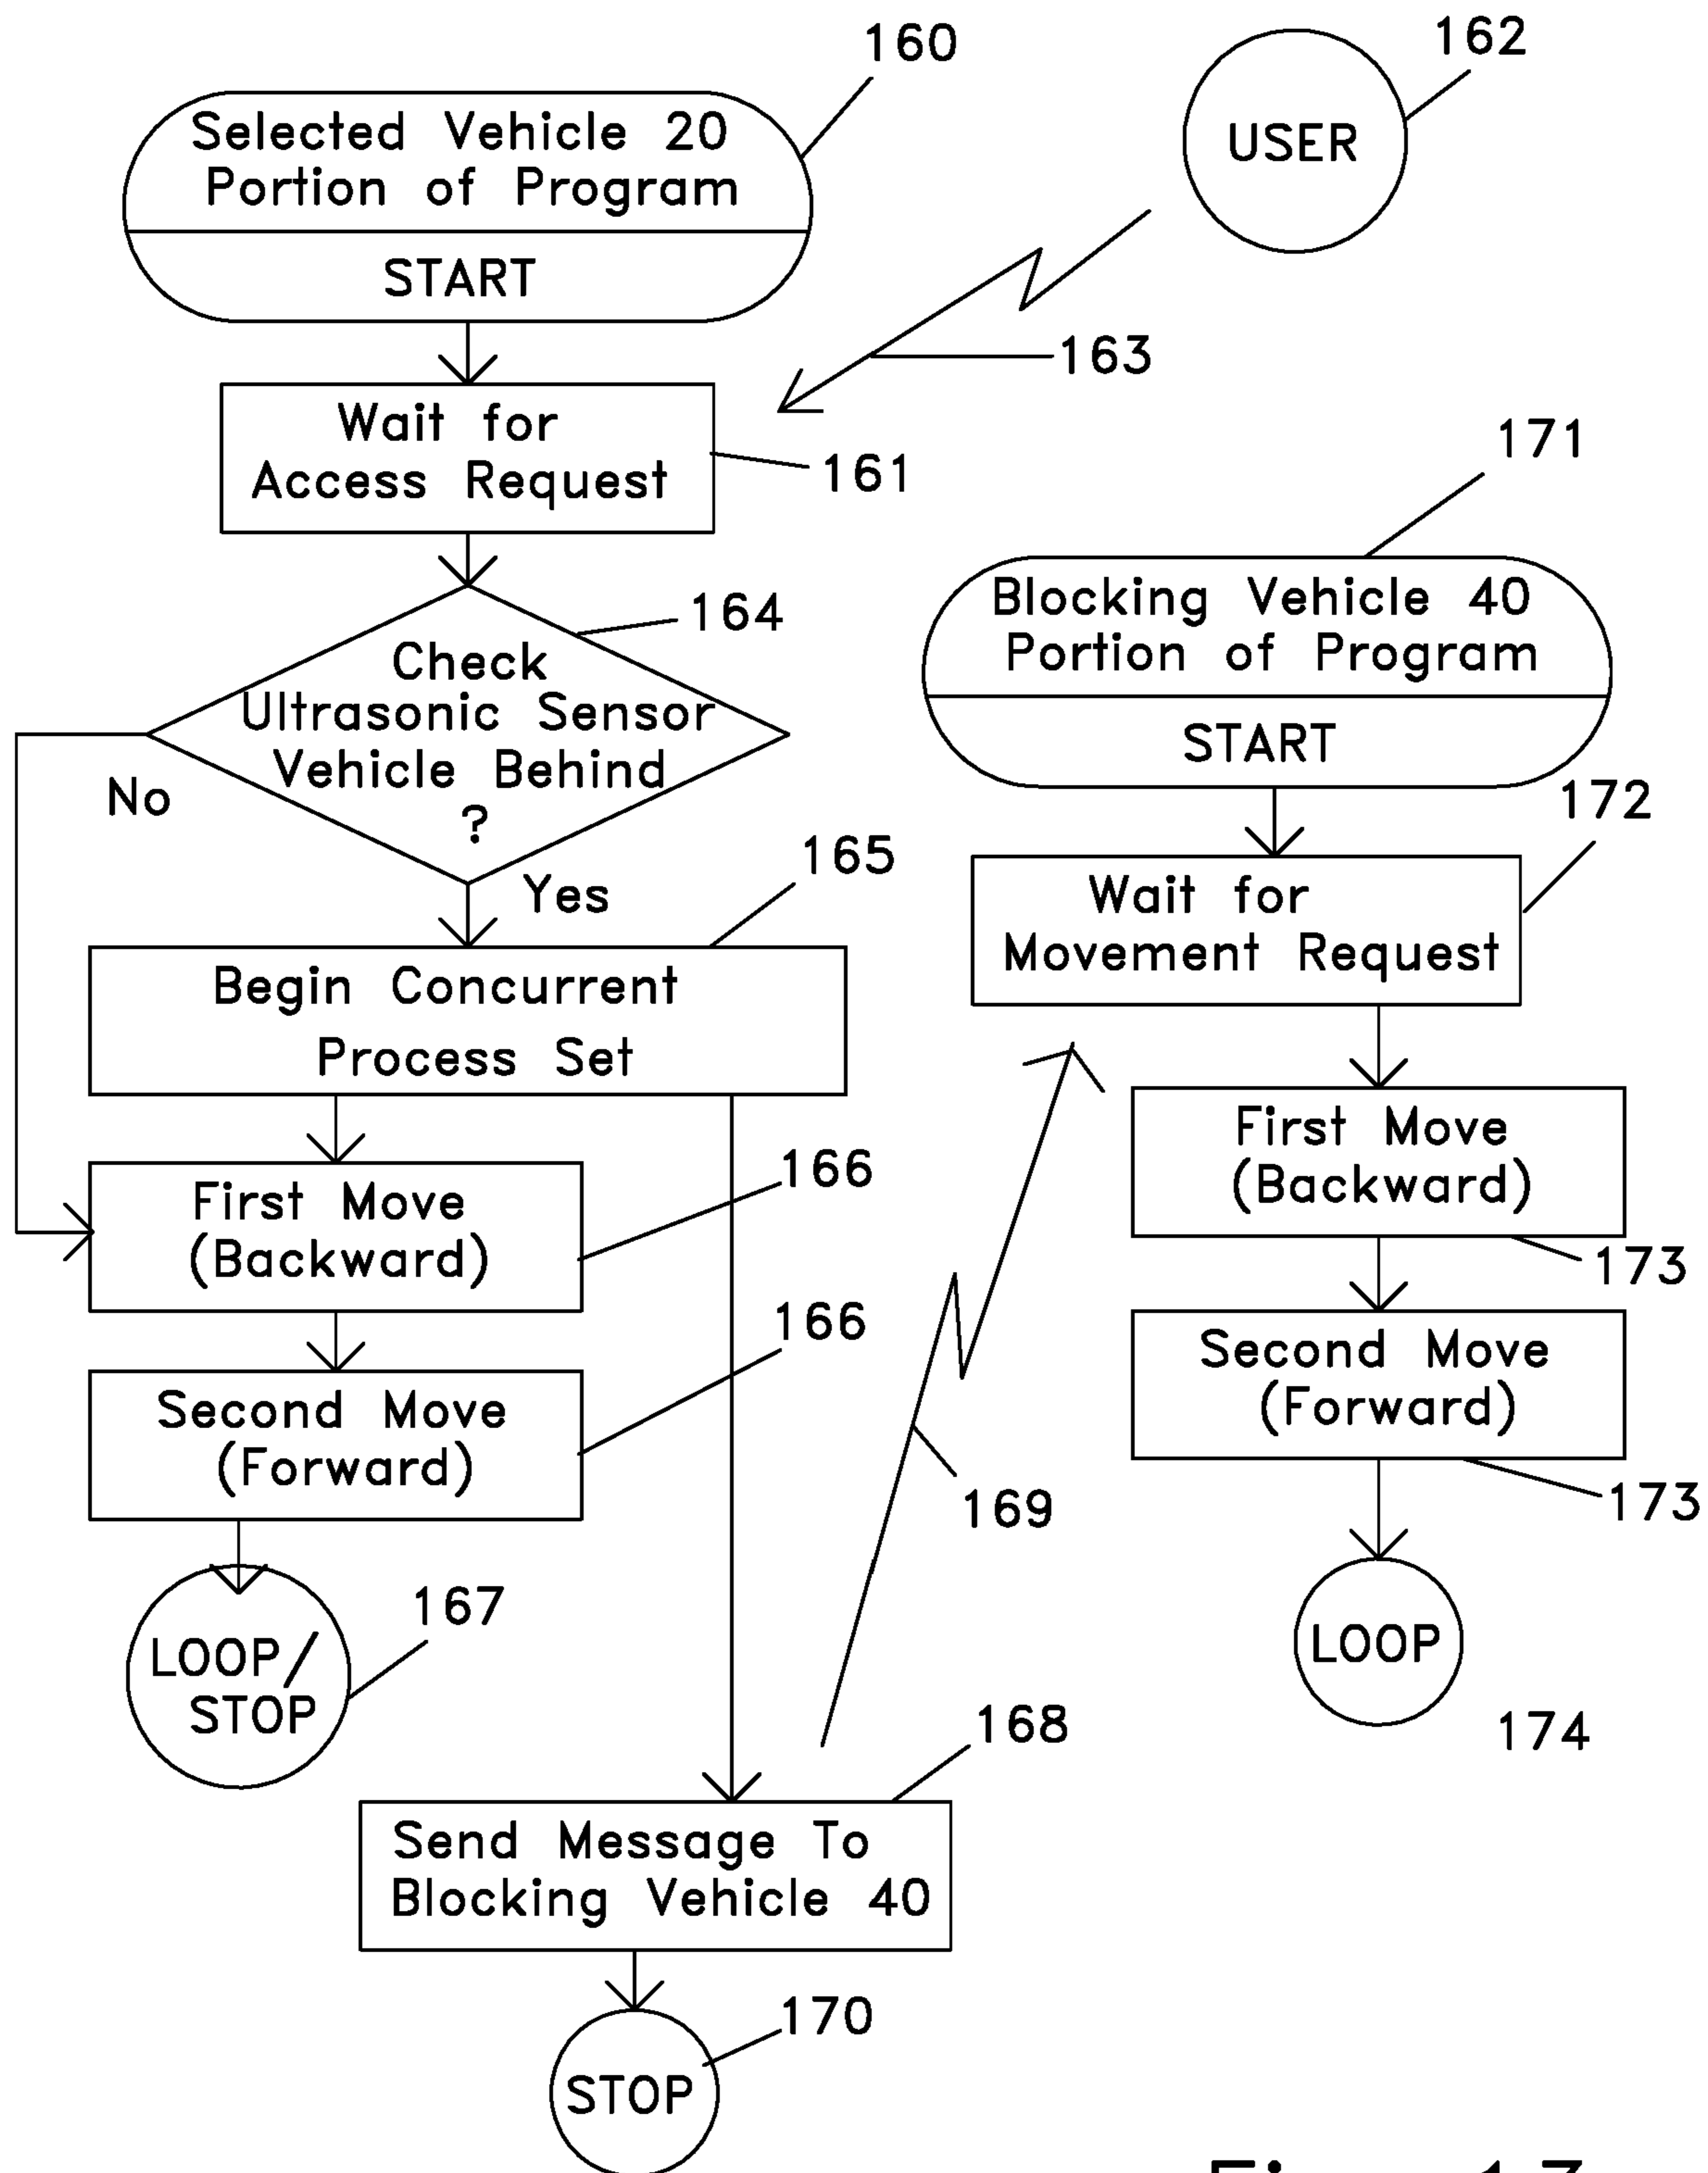 160
162
Selected Vehicle 20
Portion of Program
START
USER
163
Wait for
Access Request
161
171
164
Check
Ultrasonic Sensor
Vehicle Behind
?
No
Yes
Blocking Vehicle 40
Portion of Program
START
172
Wait for
Movement Request
165
Begin Concurrent
Process Set
First Move
(Backward)
166
First Move
(Backward)
173
Second Move
(Forward)
166
Second Move
(Forward)
173
169
LOOP/
STOP
167
LOOP
174
168
Send Message To
Blocking Vehicle 40
170
STOP